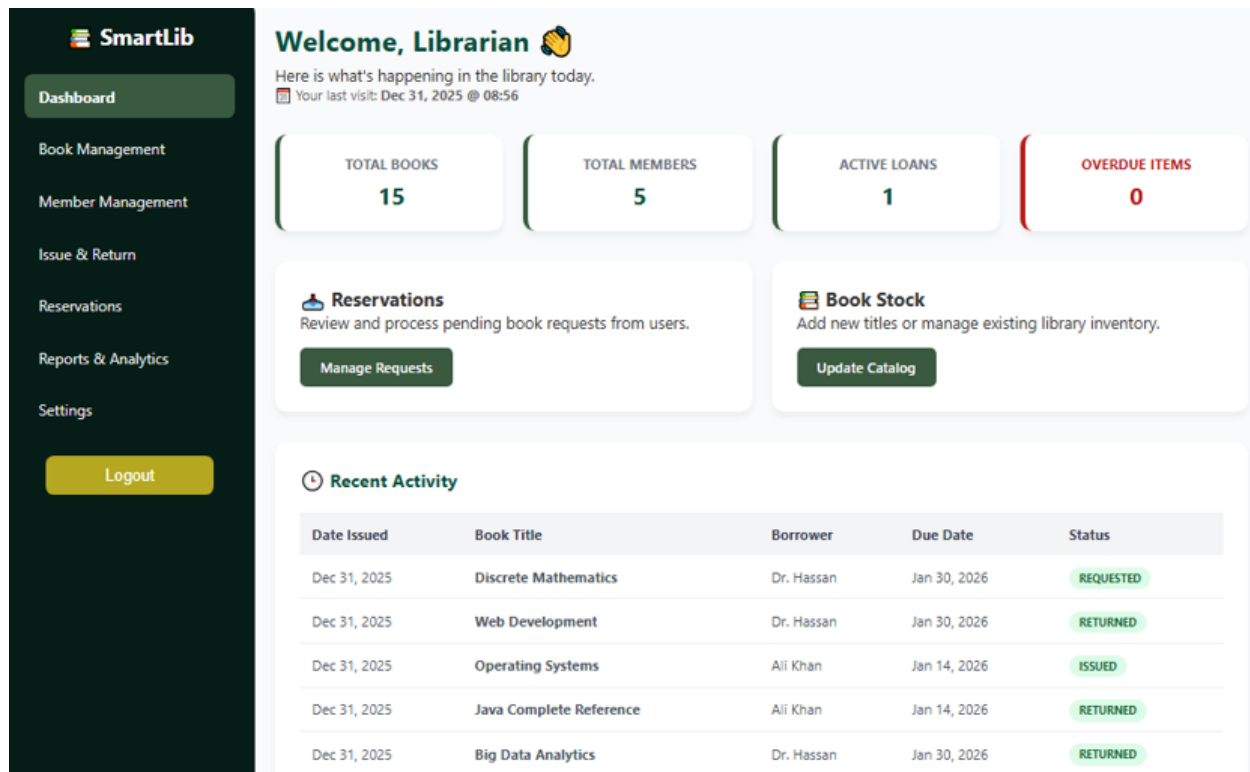 SmartLib
Dashboard
Book Management
Member Management
Issue & Return
Reservations
Reports & Analytics
Settings
Logout
Welcome, Librarian
Here is what's happening in the library today.
Your last visit: Dec 31, 2025 @ 08:56
TOTAL BOOKS
15
TOTAL MEMBERS
5
ACTIVE LOANS
1
OVERDUE ITEMS
0
Reservations
Review and process pending book requests from users.
Manage Requests
Book Stock
Add new titles or manage existing library inventory.
Update Catalog
Recent Activity
Date Issued Book Title Borrower Due Date Status
Dec 31, 2025 Discrete Mathematics Dr. Hassan Jan 30, 2026 REQUESTED
Dec 31, 2025 Web Development Dr. Hassan Jan 30, 2026 RETURNED
Dec 31, 2025 Operating Systems Ali Khan Jan 14, 2026 ISSUED
Dec 31, 2025 Java Complete Reference Ali Khan Jan 14, 2026 RETURNED
Dec 31, 2025 Big Data Analytics Dr. Hassan Jan 30, 2026 RETURNED